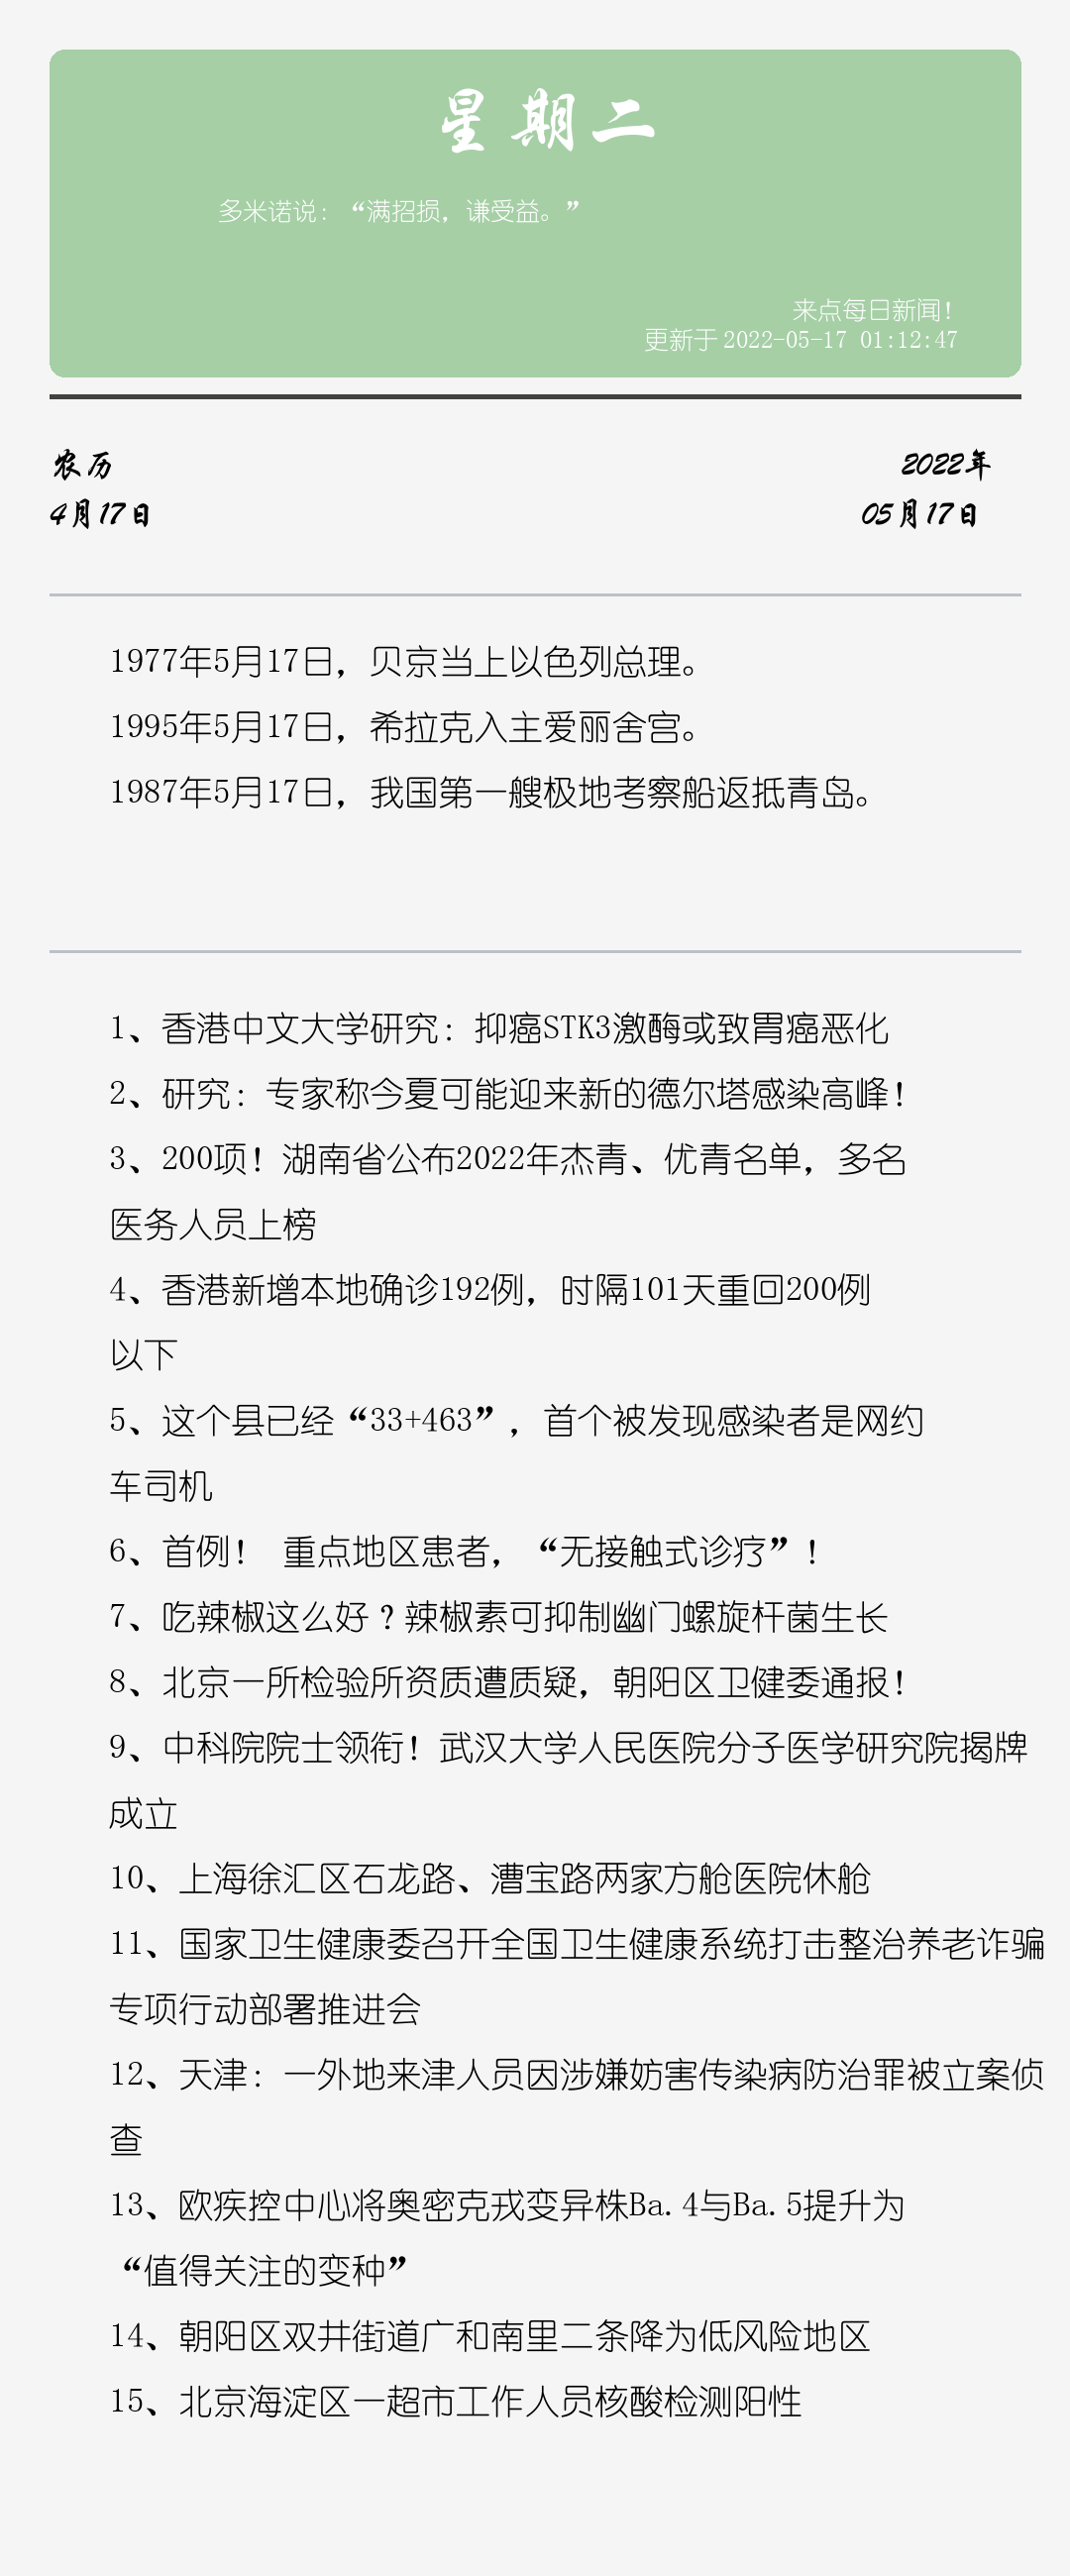 星期二
多米诺说：“满招损，谦受益。”
来点每日新闻！
更新于 2022-05-17 01:12:47
农历
2022年
4月17日
05月17日
1977年5月17日，贝京当上以色列总理。
1995年5月17日，希拉克入主爱丽舍宫。
1987年5月17日，我国第一艘极地考察船返抵青岛。
1、香港中文大学研究：抑癌STK3激酶或致胃癌恶化
2、研究：专家称今夏可能迎来新的德尔塔感染高峰！
3、200项！湖南省公布2022年杰青、优青名单，多名
医务人员上榜
4、香港新增本地确诊192例，时隔101天重回200例
以下
5、这个县已经“33+463”，首个被发现感染者是网约
车司机
6、首例！ 重点地区患者，“无接触式诊疗”！
7、吃辣椒这么好？辣椒素可抑制幽门螺旋杆菌生长
8、北京一所检验所资质遭质疑，朝阳区卫健委通报！
9、中科院院士领衔！武汉大学人民医院分子医学研究院揭牌
成立
10、上海徐汇区石龙路、漕宝路两家方舱医院休舱
11、国家卫生健康委召开全国卫生健康系统打击整治养老诈骗
专项行动部署推进会
12、天津：一外地来津人员因涉嫌妨害传染病防治罪被立案侦
查
13、欧疾控中心将奥密克戎变异株Ba.4与Ba.5提升为
“值得关注的变种”
14、朝阳区双井街道广和南里二条降为低风险地区
15、北京海淀区一超市工作人员核酸检测阳性